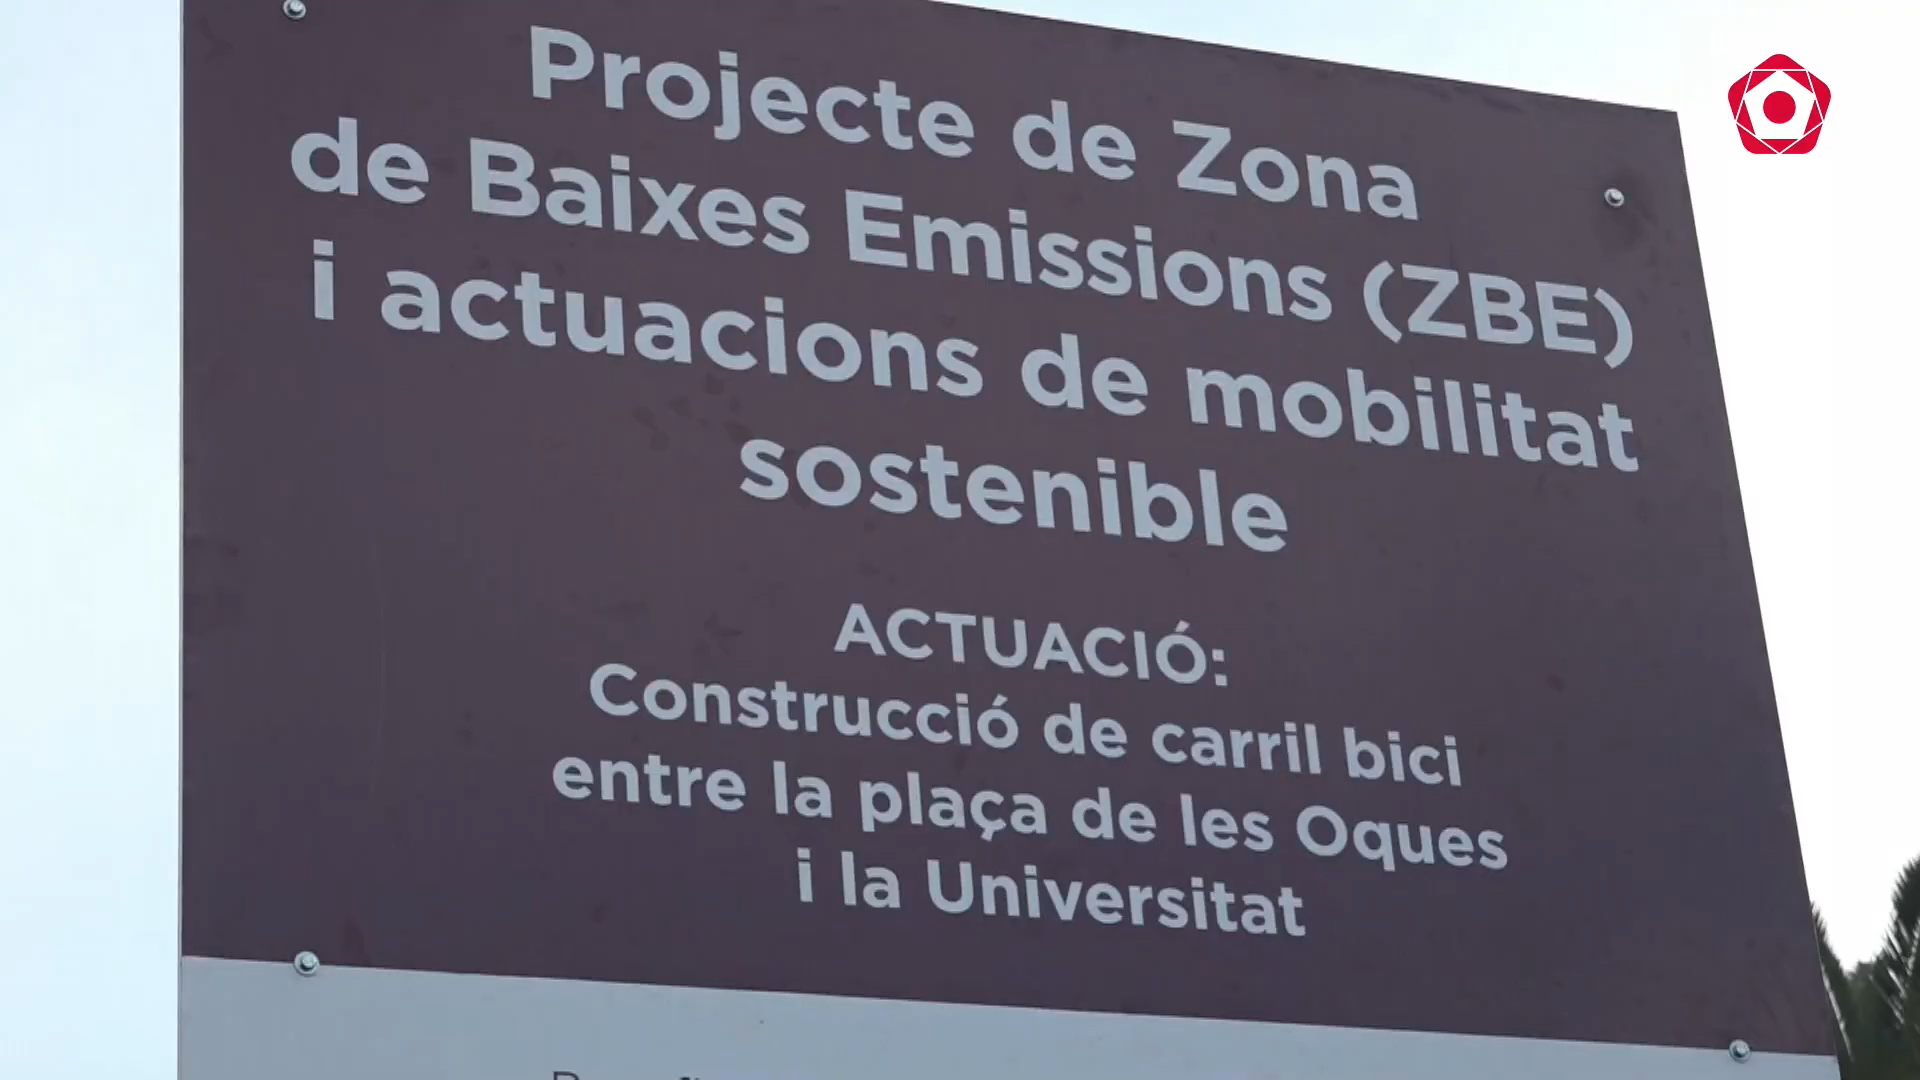 Projecte de Zona
de Baixes Emissions (ZBE)
i actuacions de mobilitat
sostenible
ACTUACIÓ:
Construcció de carril bici
entre la plaça de les Oques
i la Universitat